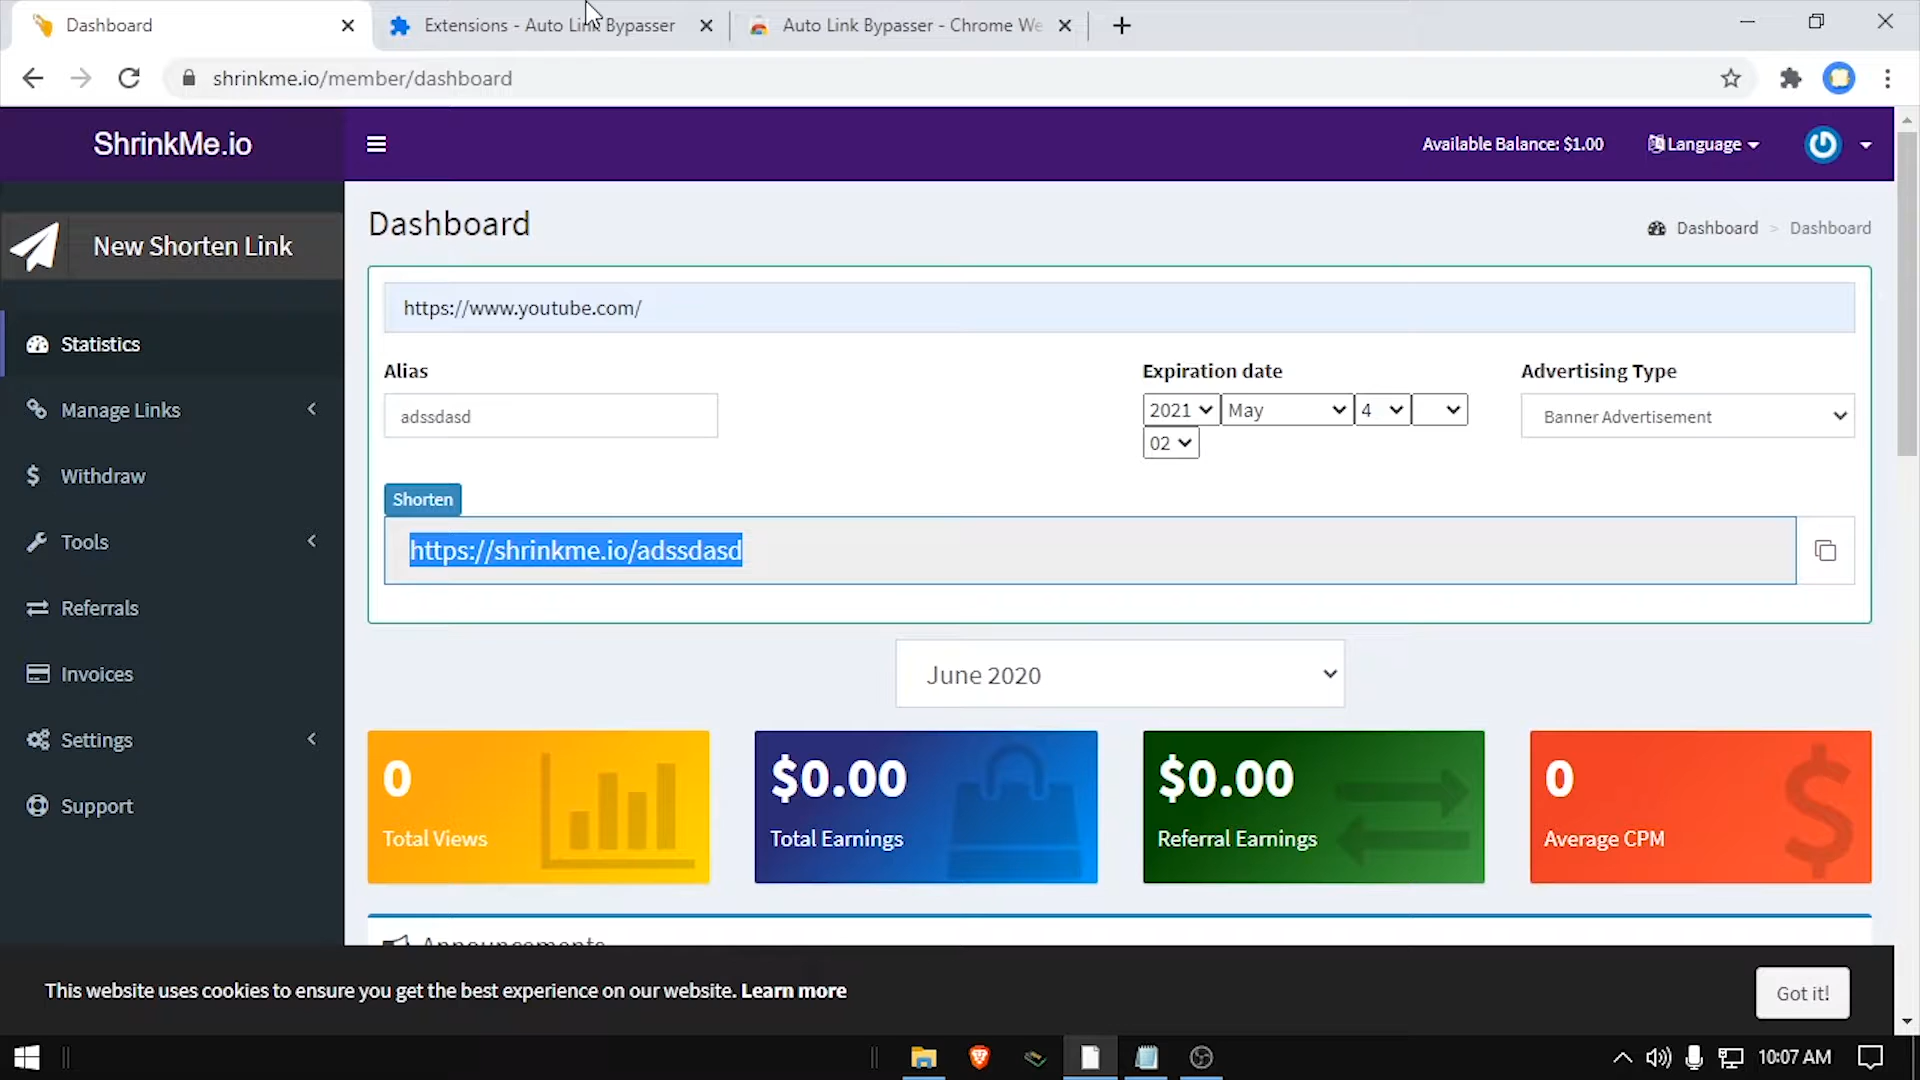 Dashboard
Extensions - Auto Link Bypasser
Auto Link Bypasser - Chrome We
shrinkme.io/member/dashboard
ShrinkMe.io
Available Balance: $1.00
Language
New Shorten Link
Dashboard
Dashboard > Dashboard
https://www.youtube.com/
Statistics
Alias
Expiration date
Advertising Type
Manage Links
adssdasd
2021
May
4
02
Banner Advertisement
Withdraw
Shorten
Tools
https://shrinkme.io/adssdasd
Referrals
Invoices
June 2020
Settings
0
Total Views
$0.00
Total Earnings
$0.00
Referral Earnings
0
Average CPM
Support
Announcements
This website uses cookies to ensure you get the best experience on our website. Learn more
Got it!
10:07 AM